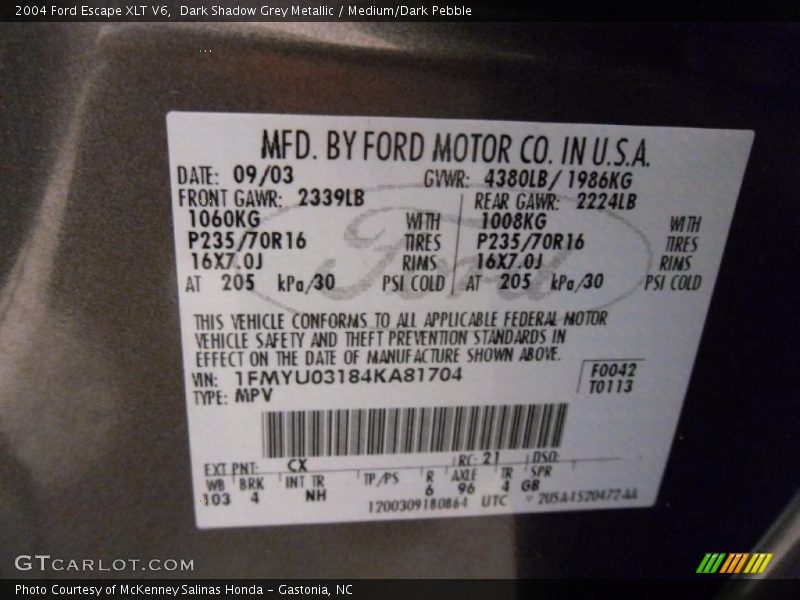 2004 Ford Escape XLT V6, Dark Shadow Grey Metallic / Medium/Dark Pebble
MFD. BY FORD MOTOR CO. IN U.S.A.
DATE: 09/03 GVWR: 4380LB/ 1986KG
FRONT GAWR: 2339LB REAR GAWR: 2224LB
1060KG WITH 1008KG WITH
P235/70R16 TIRES P235/70R16 TIRES
16X7.0J RIMS 16X7.0J RIMS
AT 205 kPa/30 PSI COLD AT 205 kPa/30 PSI COLD
Ford
THIS VEHICLE CONFORMS TO ALL APPLICABLE FEDERAL MOTOR
VEHICLE SAFETY AND THEFT PREVENTION STANDARDS IN
EFFECT ON THE DATE OF MANUFACTURE SHOWN ABOVE.
VIN: 1FMYU03184KA81704 F0042
TYPE: MPV T0113
EXT PNT: CX RC: 21 DSO:
WB BRK INT TR TP/PS R AXLE TR SPR
103 4 NH 6 96 4 GB
1200309180864 UTC 2U5A-1520472-AA
GTCARLOT.COM
Photo Courtesy of McKenney Salinas Honda - Gastonia, NC